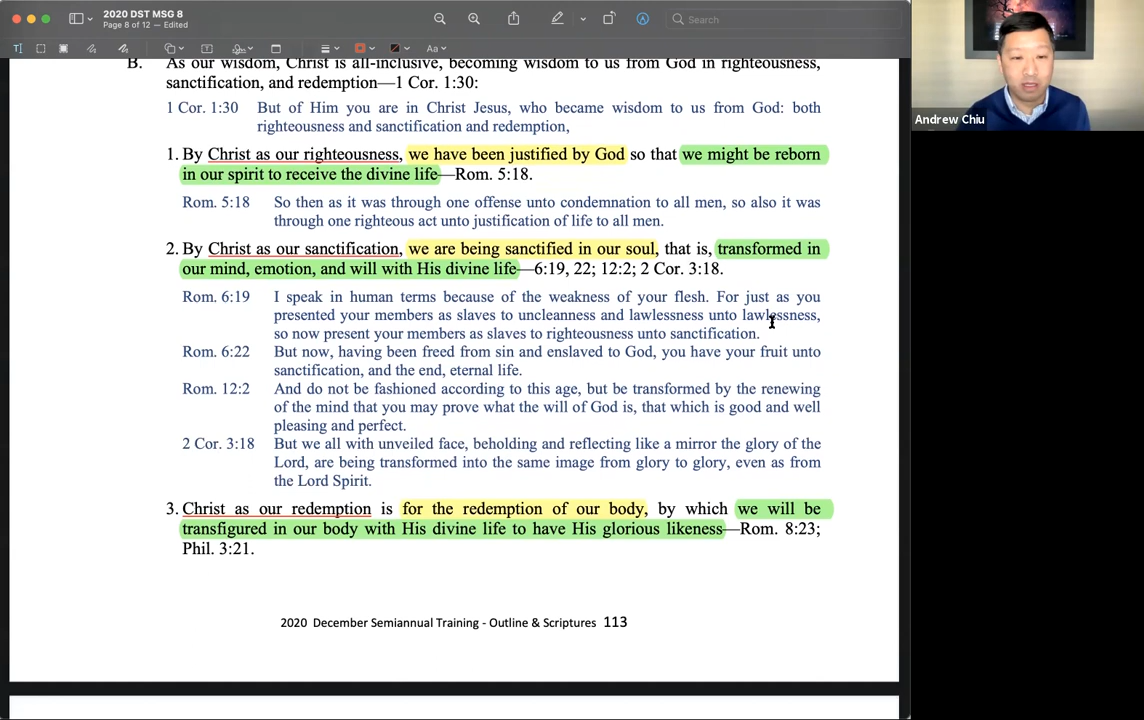 2020 DST MSG 8
Page 8 of 12 — Edited
Search
Aa
B. As our wisdom, Christ is all-inclusive, becoming wisdom to us from God in righteousness,
sanctification, and redemption—1 Cor. 1:30:
1 Cor. 1:30 But of Him you are in Christ Jesus, who became wisdom to us from God: both
righteousness and sanctification and redemption,
1. By Christ as our righteousness, we have been justified by God so that we might be reborn
in our spirit to receive the divine life—Rom. 5:18.
Rom. 5:18 So then as it was through one offense unto condemnation to all men, so also it was
through one righteous act unto justification of life to all men.
2. By Christ as our sanctification, we are being sanctified in our soul, that is, transformed in
our mind, emotion, and will with His divine life—6:19, 22; 12:2; 2 Cor. 3:18.
Rom. 6:19 I speak in human terms because of the weakness of your flesh. For just as you
presented your members as slaves to uncleanness and lawlessness unto lawlessness,
so now present your members as slaves to righteousness unto sanctification.
Rom. 6:22 But now, having been freed from sin and enslaved to God, you have your fruit unto
sanctification, and the end, eternal life.
Rom. 12:2 And do not be fashioned according to this age, but be transformed by the renewing
of the mind that you may prove what the will of God is, that which is good and well
pleasing and perfect.
2 Cor. 3:18 But we all with unveiled face, beholding and reflecting like a mirror the glory of the
Lord, are being transformed into the same image from glory to glory, even as from
the Lord Spirit.
3. Christ as our redemption is for the redemption of our body, by which we will be
transfigured in our body with His divine life to have His glorious likeness—Rom. 8:23;
Phil. 3:21.
2020 December Semiannual Training - Outline & Scriptures 113
Andrew Chiu